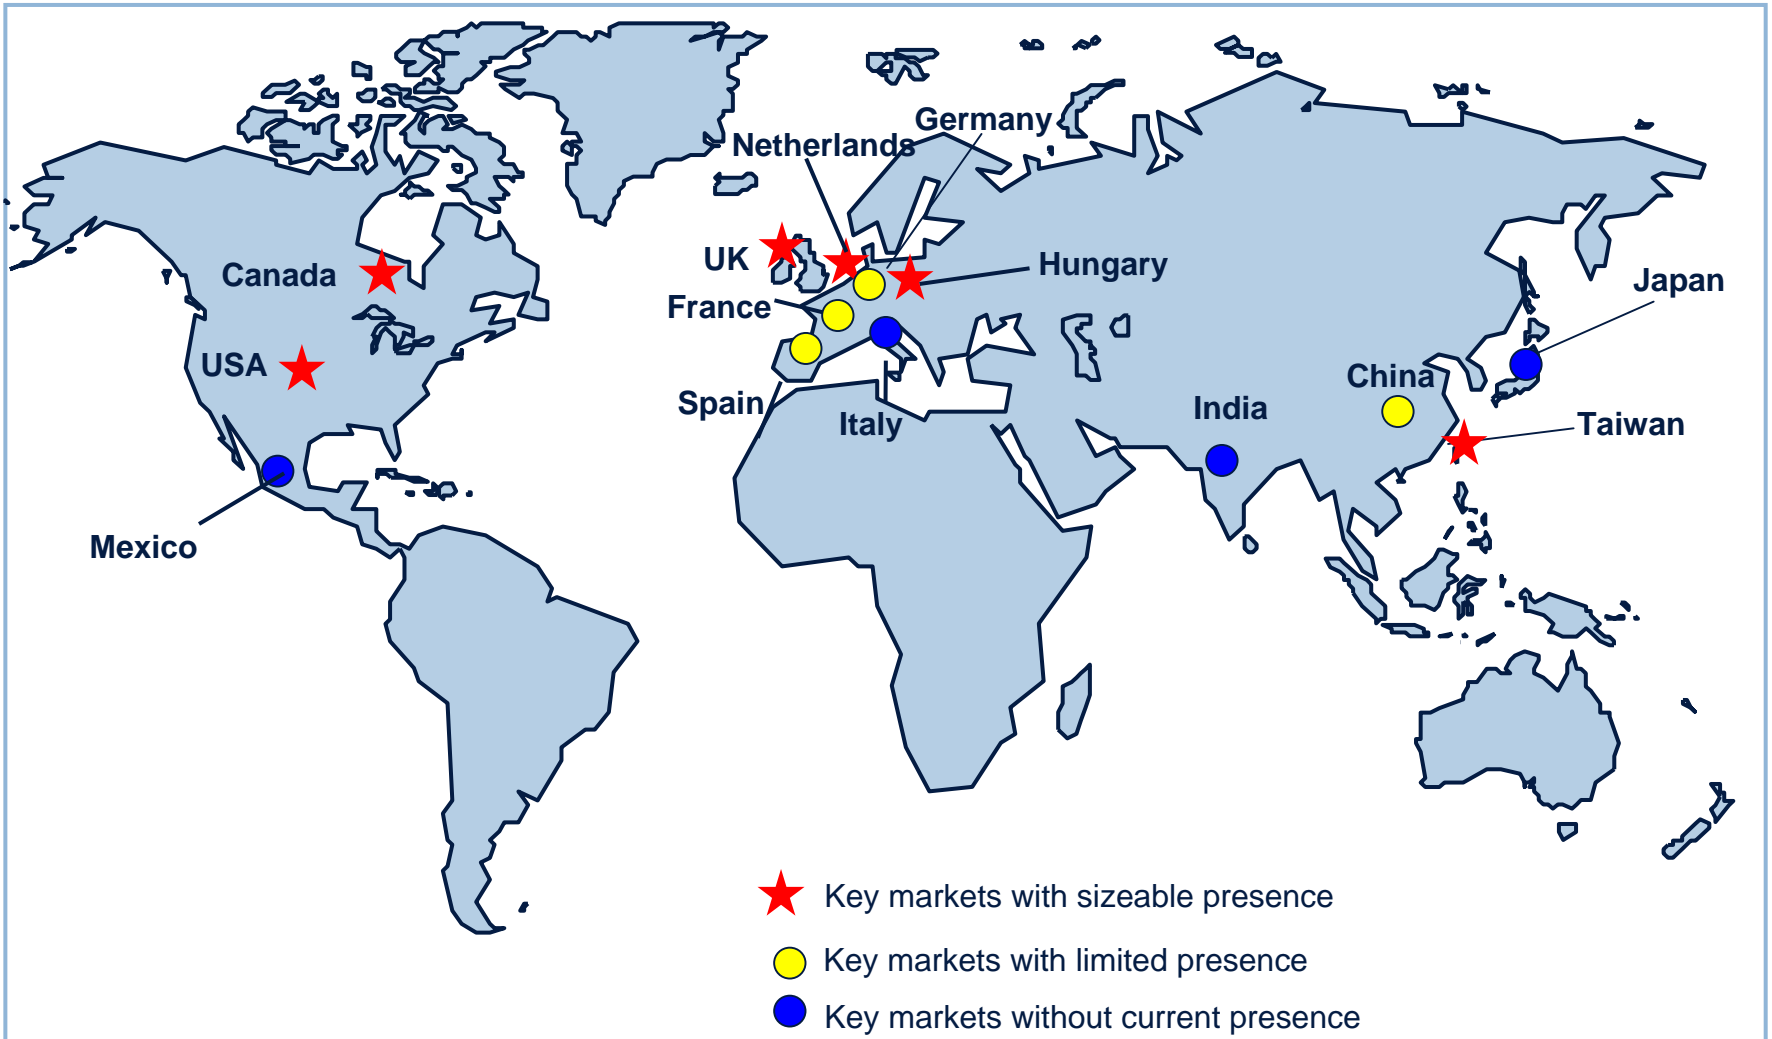 Germany
Netherlands
UK
Hungary
Canada
Japan
France
USA
China
Spain
India
Italy
Taiwan
Mexico
Key markets with sizeable presence
Key markets with limited presence
Key markets without current presence